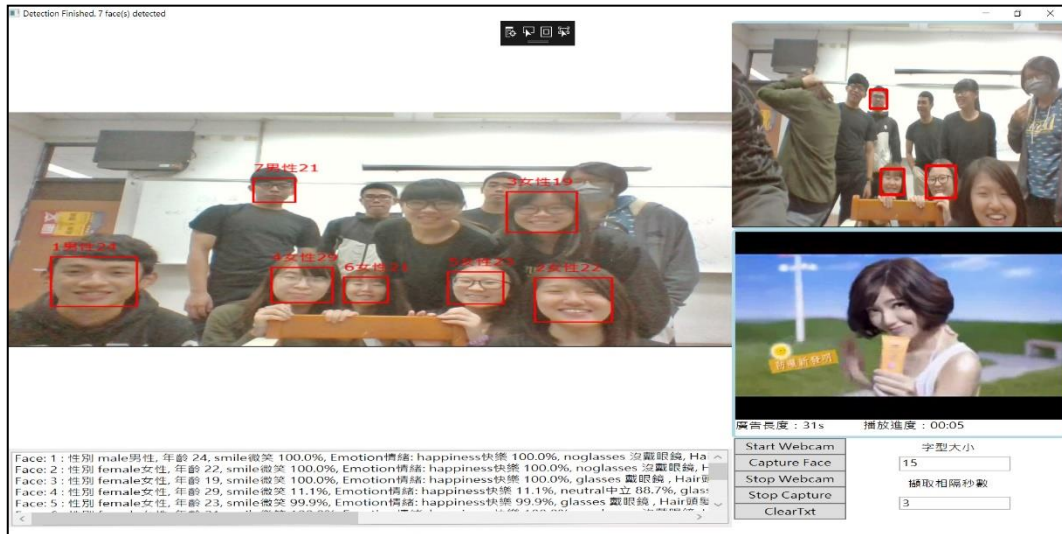 Detection Finished, 7 face(s) detected
7男性21
3女性19
1男性24
4女性29
6女性21
5女性23
2女性22
防曬新發明
廣告長度：31s 播放進度：00:05
Face: 1 : 性別 male男性, 年齡 24, smile微笑 100.0%, Emotion情緒: happiness快樂 100.0%, noglasses 沒戴眼鏡, Ha
Face: 2 : 性別 female女性, 年齡 22, smile微笑 100.0%, Emotion情緒: happiness快樂 100.0%, noglasses 沒戴眼鏡, H
Face: 3 : 性別 female女性, 年齡 19, smile微笑 100.0%, Emotion情緒: happiness快樂 100.0%, glasses 戴眼鏡 , Hair頭
Face: 4 : 性別 female女性, 年齡 29, smile微笑 11.1%, Emotion情緒: happiness快樂 11.1%, neutral中立 88.7%, glas
Face: 5 : 性別 female女性, 年齡 23, smile微笑 99.9%, Emotion情緒: happiness快樂 99.9%, glasses 戴眼鏡 , Hair頭髮
Start Webcam
Capture Face
Stop Webcam
Stop Capture
ClearTxt
字型大小
15
擷取相隔秒數
3